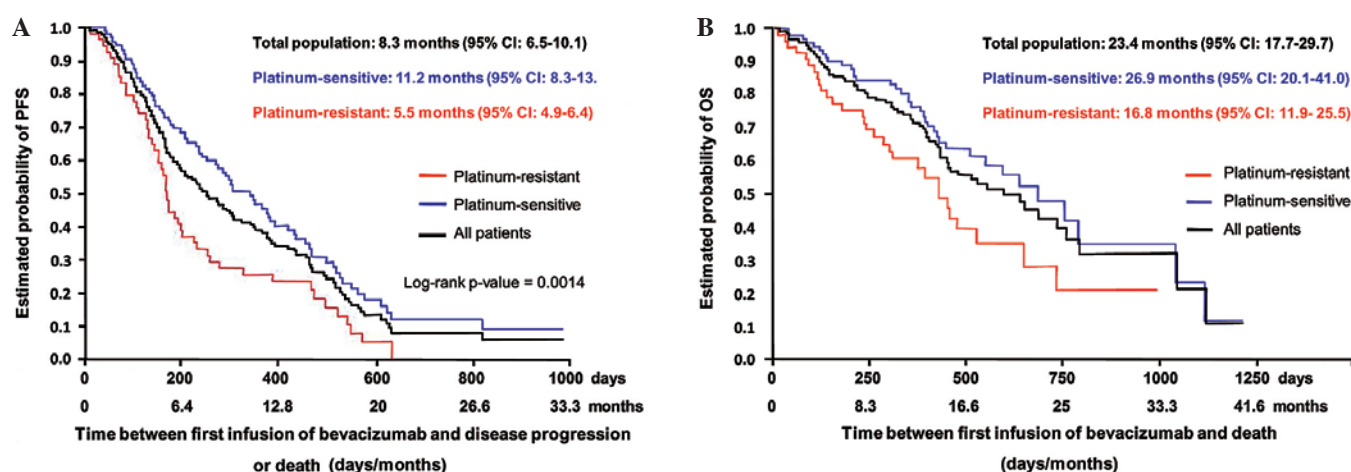 A
Estimated probability of PFS
1.0
0.9
0.8
0.7
0.6
0.5
0.4
0.3
0.2
0.1
0.0
Total population: 8.3 months (95% CI: 6.5-10.1)
Platinum-sensitive: 11.2 months (95% CI: 8.3-13.
Platinum-resistant: 5.5 months (95% CI: 4.9-6.4)
Platinum-resistant
Platinum-sensitive
All patients
Log-rank p-value = 0.0014
0 200 400 600 800 1000 days
0 6.4 12.8 20 26.6 33.3 months
Time between first infusion of bevacizumab and disease progression
or death (days/months)
B
Estimated probability of OS
1.0
0.9
0.8
0.7
0.6
0.5
0.4
0.3
0.2
0.1
0.0
Total population: 23.4 months (95% CI: 17.7-29.7)
Platinum-sensitive: 26.9 months (95% CI: 20.1-41.0)
Platinum-resistant: 16.8 months (95% CI: 11.9- 25.5)
Platinum-resistant
Platinum-sensitive
All patients
0 250 500 750 1000 1250 days
0 8.3 16.6 25 33.3 41.6 months
Time between first infusion of bevacizumab and death
(days/months)